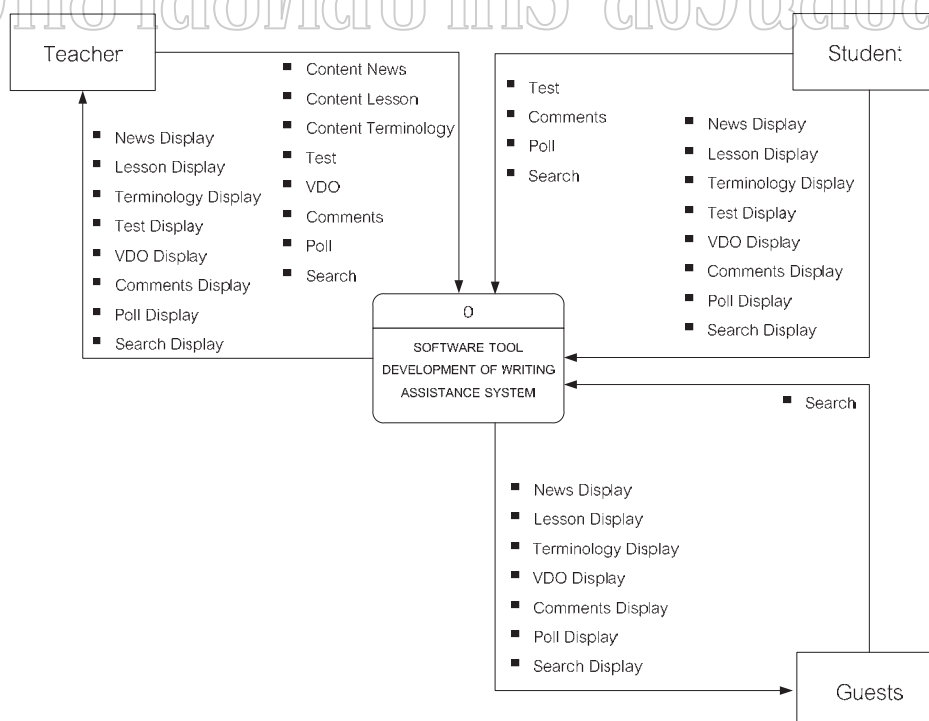 Teacher
Student
Content News
Content Lesson
Content Terminology
Test
VDO
Comments
Poll
Search
News Display
Lesson Display
Terminology Display
Test Display
VDO Display
Comments Display
Poll Display
Search Display
Test
Comments
Poll
Search
News Display
Lesson Display
Terminology Display
Test Display
VDO Display
Comments Display
Poll Display
Search Display
0
SOFTWARE TOOL
DEVELOPMENT OF WRITING
ASSISTANCE SYSTEM
Search
News Display
Lesson Display
Terminology Display
VDO Display
Comments Display
Poll Display
Search Display
Guests